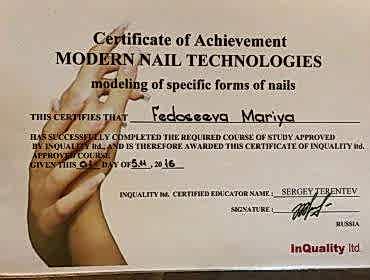 Certificate of Achievement
MODERN NAIL TECHNOLOGIES
modeling of specific forms of nails
THIS CERTIFIES THAT Fedoseeva Mariya
HAS SUCCESSFULLY COMPLETED THE REQUIRED COURSE OF STUDY APPROVED
BY INQUALITY ltd., AND IS THEREFORE AWARDED THIS CERTIFICATE OF INQUALITY ltd.
APPROVED COURSE.
GIVEN THIS DAY OF , 2016
INQUALITY ltd. CERTIFIED EDUCATOR NAME: SERGEY TERENTEV
SIGNATURE:
RUSSIA
InQuality ltd.